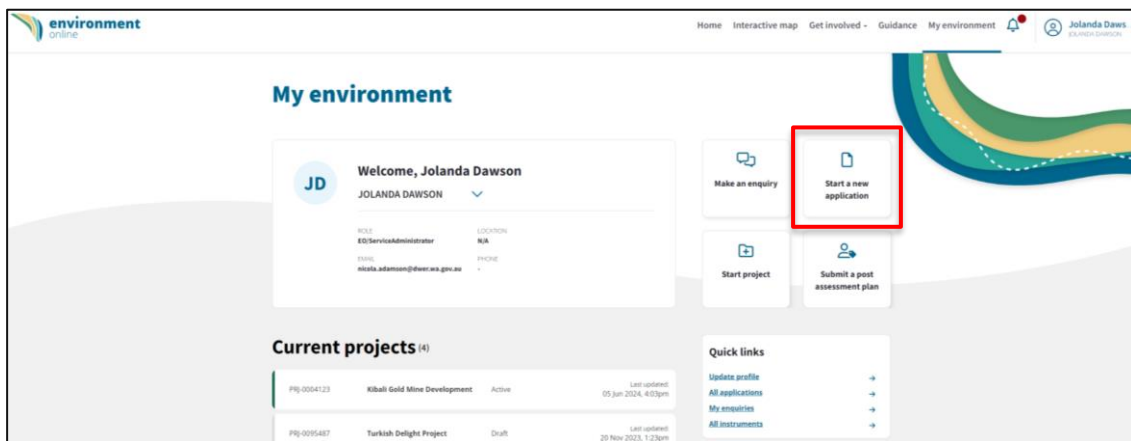 environment
online
Home Interactive map Get involved Guidance My environment
Jolanda Daws
JOLANDA DAWSON
My environment
JD
Welcome, Jolanda Dawson
JOLANDA DAWSON
ROLE
EO/ServiceAdministrator
LOCATION
N/A
EMAIL
nicola.adamson@dwer.wa.gov.au
PHONE
-
Make an enquiry
Start a new
application
Start project
Submit a post
assessment plan
Current projects (4)
PRJ-0004123 Kibali Gold Mine Development Active Last updated:
05 Jun 2024, 4:03pm
PRJ-0095487 Turkish Delight Project Draft Last updated:
20 Nov 2023, 1:23pm
Quick links
Update profile
All applications
My enquiries
All instruments